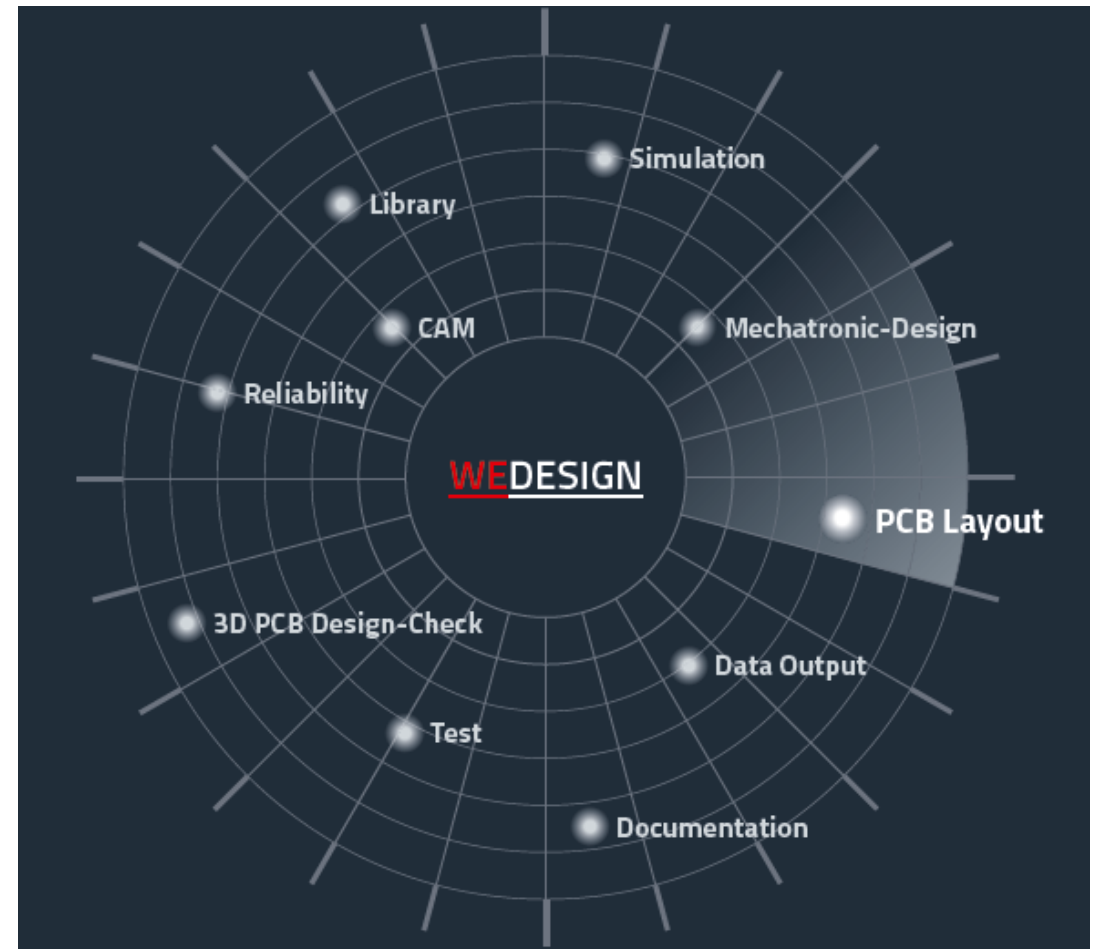 Simulation
Library
CAM
Mechatronic-Design
Reliability
WEDESIGN
PCB Layout
3D PCB Design-Check
Data Output
Test
Documentation